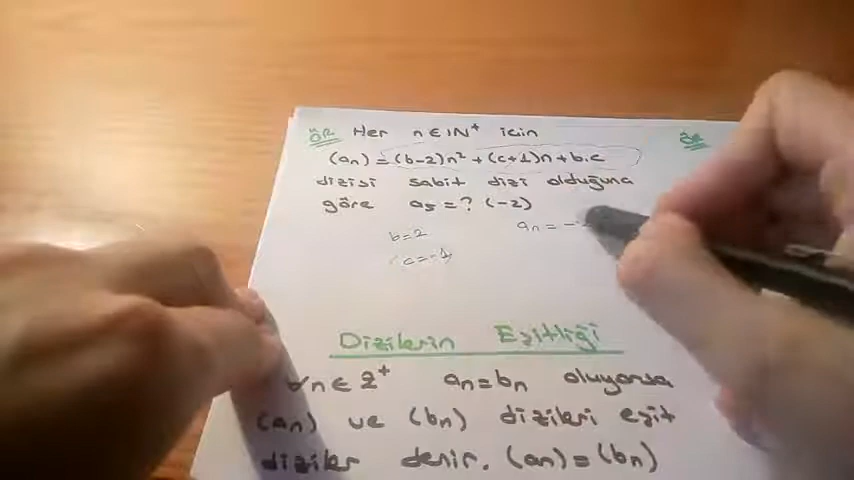 ÖR Her n∈IN⁺ için
(an) = (b-2)n² + (c+1)n + b.c
dizisi sabit dizi olduğuna
göre a₅ = ? (-2)
b=2 an = -2
c=-1
Dizilerin Eşitliği
∀n∈Z⁺ an=bn oluyorsa
(an) ve (bn) dizileri eşit
diziler denir. (an)=(bn)